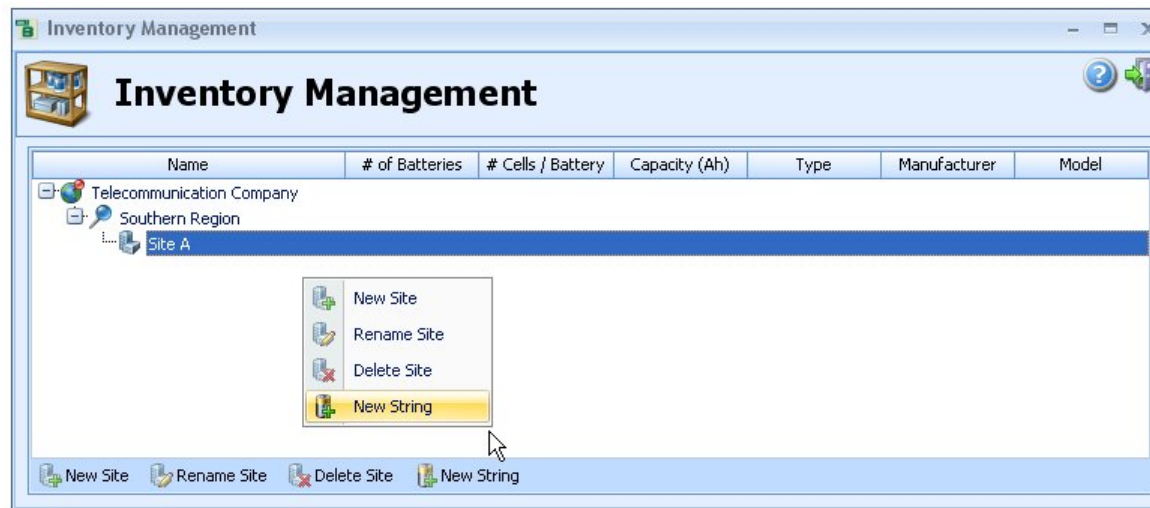 Inventory Management
Inventory Management
Name # of Batteries # Cells / Battery Capacity (Ah) Type Manufacturer Model
Telecommunication Company
Southern Region
Site A
New Site
Rename Site
Delete Site
New String
New Site Rename Site Delete Site New String